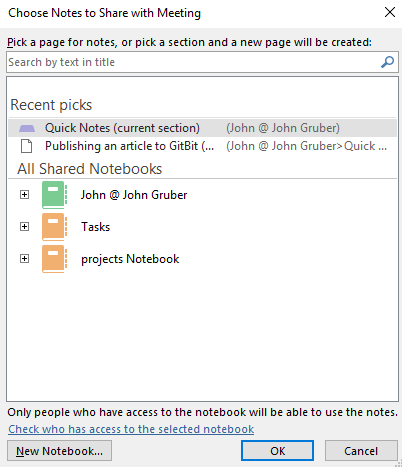 Choose Notes to Share with Meeting
Pick a page for notes, or pick a section and a new page will be created:
Search by text in title
Recent picks
Quick Notes (current section) (John @ John Gruber)
Publishing an article to GitBit (... (John @ John Gruber>Quick ...
All Shared Notebooks
John @ John Gruber
Tasks
projects Notebook
Only people who have access to the notebook will be able to use the notes.
Check who has access to the selected notebook
New Notebook... OK Cancel